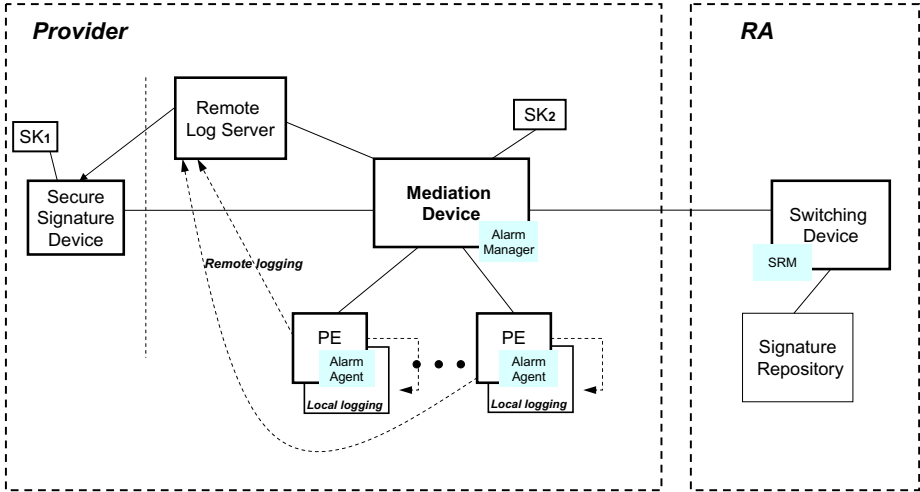 Provider
RA
Remote
Log Server
SK1
SK2
Secure
Signature
Device
Mediation
Device
Alarm
Manager
Switching
Device
SRM
Remote logging
PE
Alarm
Agent
Local logging
PE
Alarm
Agent
Local logging
Signature
Repository